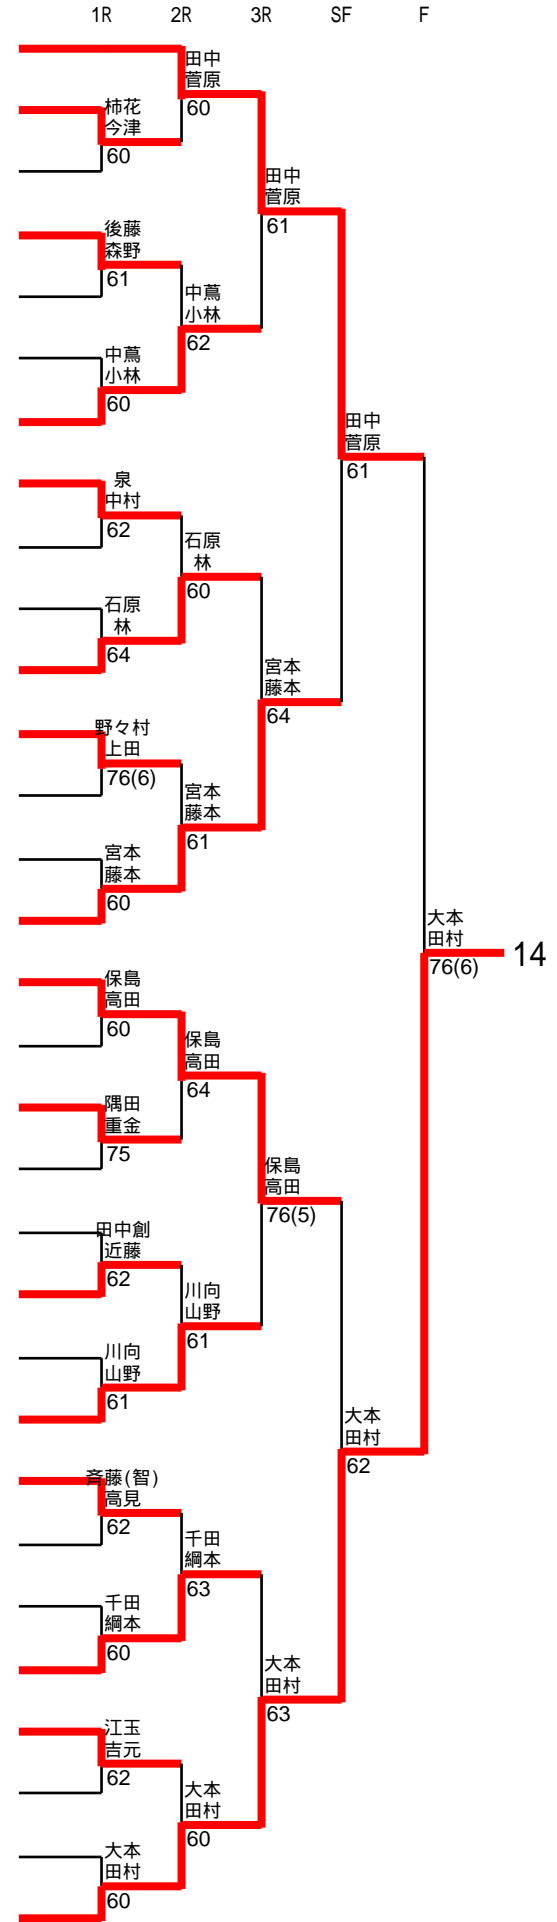 1R 2R 3R SF F
田中
菅原
60
柿花
今津
60
田中
菅原
61
後藤
森野
61
中蔦
小林
62
中蔦
小林
60
田中
菅原
61
泉
中村
62
石原
林
60
石原
林
64
宮本
藤本
64
野々村
上田
76(6)
宮本
藤本
61
宮本
藤本
60
大本
田村
76(6)
14
保島
高田
60
保島
高田
64
隅田
重金
75
保島
高田
76(5)
田中創
近藤
62
川向
山野
61
川向
山野
61
大本
田村
62
斉藤(智)
高見
62
千田
綱本
63
千田
綱本
60
大本
田村
63
江玉
吉元
62
大本
田村
60
大本
田村
60